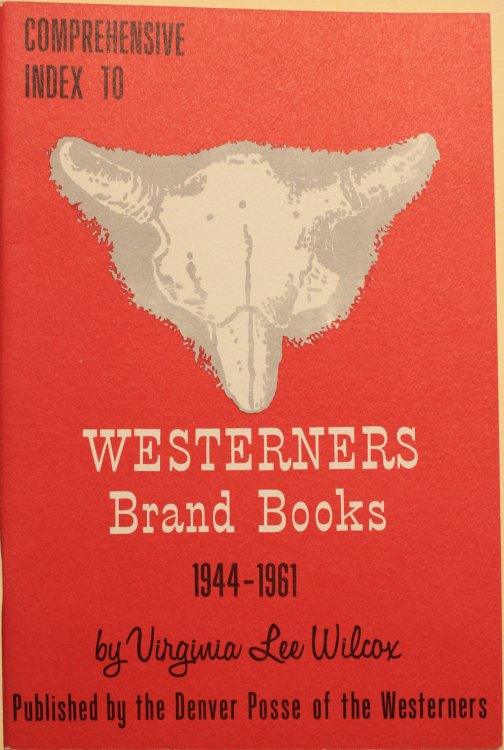 COMPREHENSIVE
INDEX TO
WESTERNERS
Brand Books
1944-1961
by Virginia Lee Wilcox
Published by the Denver Posse of the Westerners